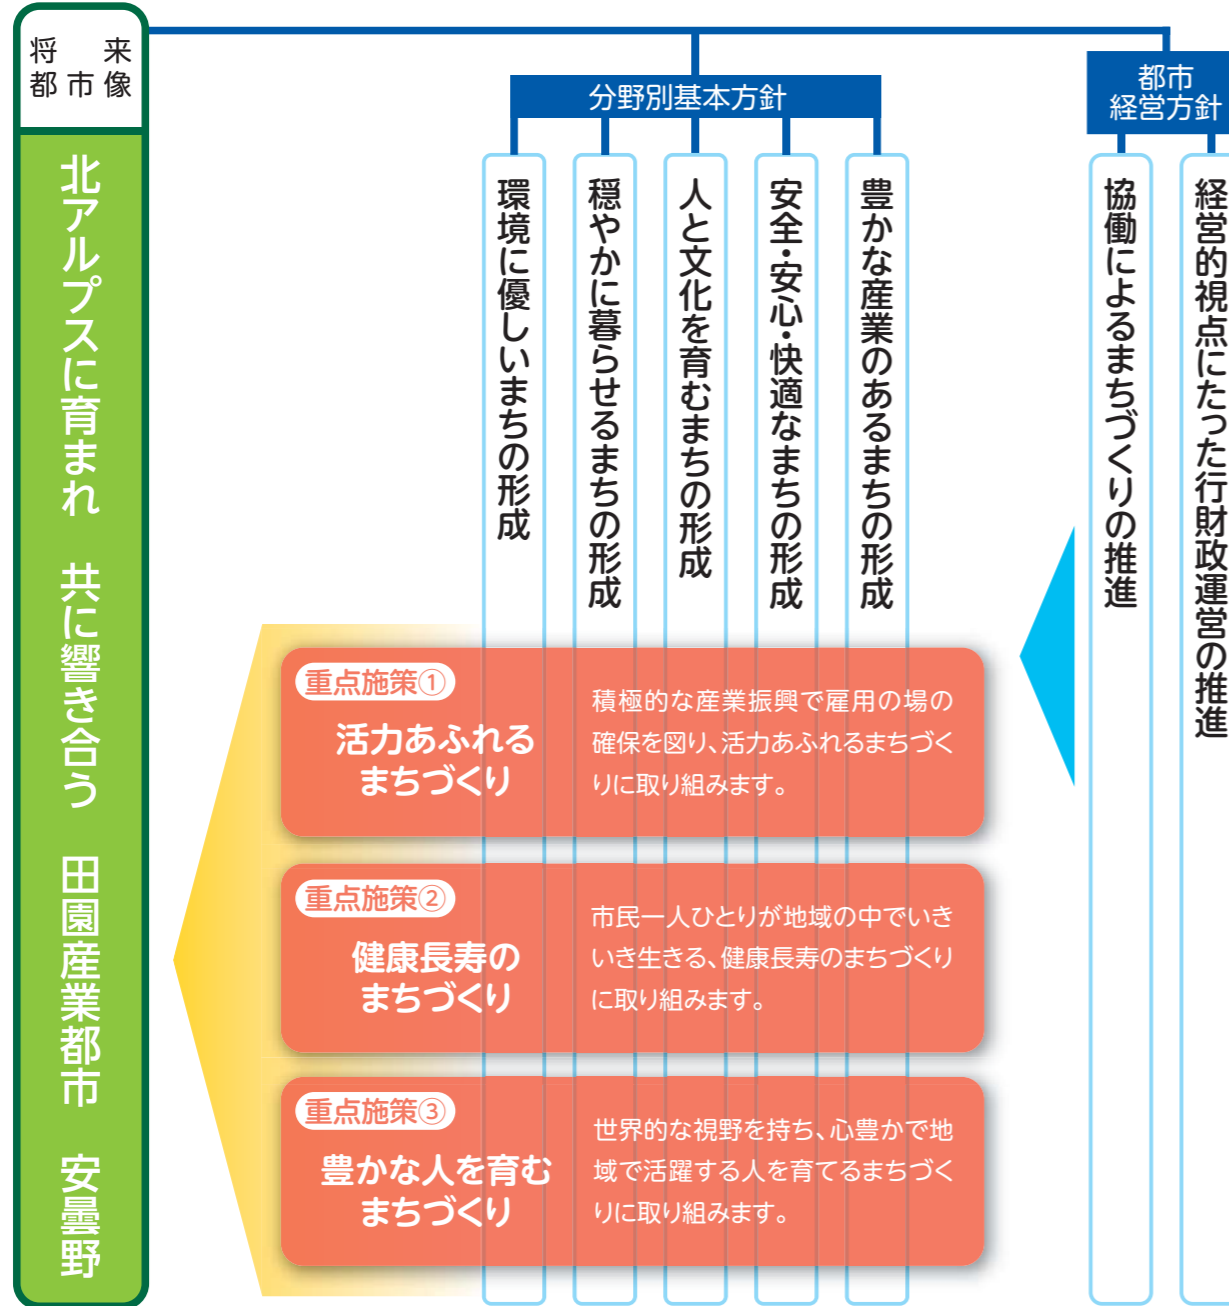 将　来
都市像
北アルプスに育まれ　共に響き合う　田園産業都市　安曇野
分野別基本方針
環境に優しいまちの形成
穏やかに暮らせるまちの形成
人と文化を育むまちの形成
安全・安心・快適なまちの形成
豊かな産業のあるまちの形成
都市
経営方針
協働によるまちづくりの推進
経営的視点にたった行財政運営の推進
重点施策①
活力あふれる
まちづくり
積極的な産業振興で雇用の場の
確保を図り、活力あふれるまちづく
りに取り組みます。
重点施策②
健康長寿の
まちづくり
市民一人ひとりが地域の中でいき
いき生きる、健康長寿のまちづくり
に取り組みます。
重点施策③
豊かな人を育む
まちづくり
世界的な視野を持ち、心豊かで地
域で活躍する人を育てるまちづく
りに取り組みます。